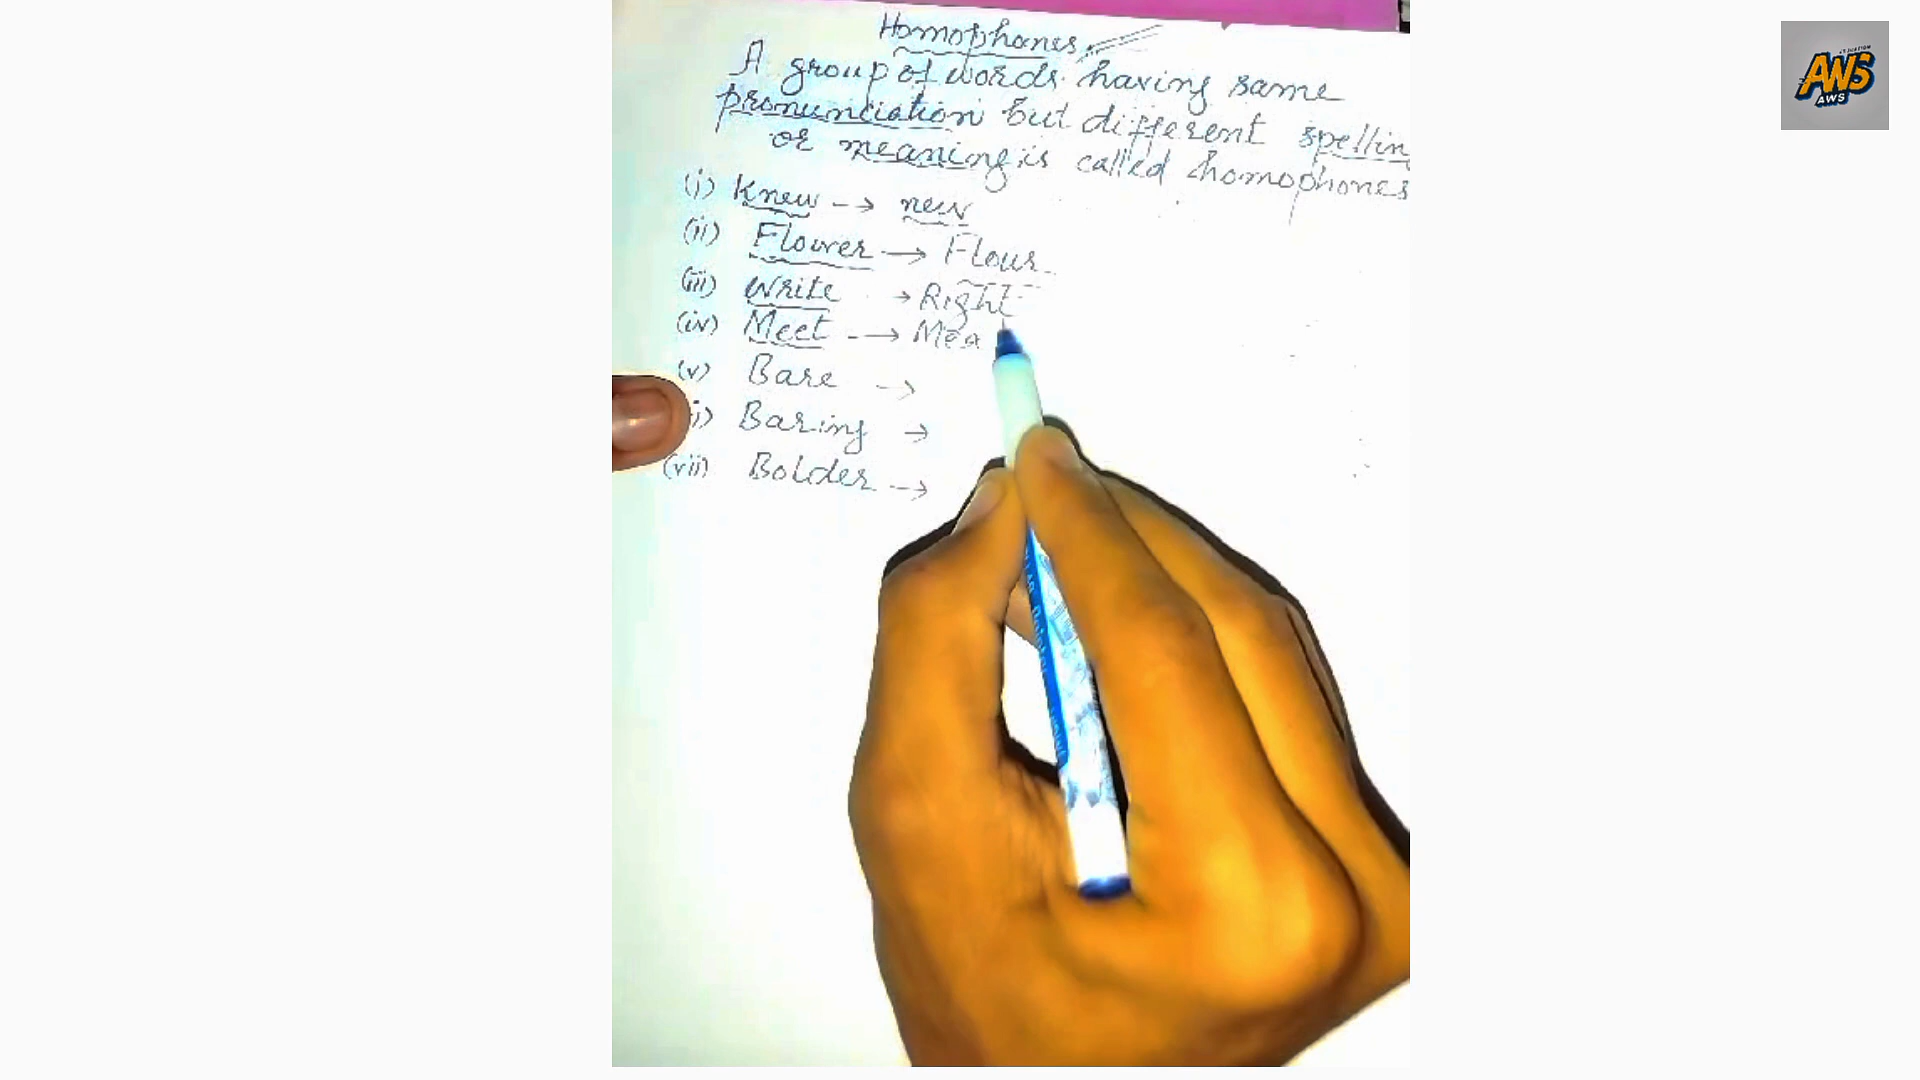 Homophones
A group of words having same
pronunciation but different spellin
or meaning is called homophones
(i) Knew → new
(ii) Flower → Flour
(iii) Write → Right
(iv) Meet → Mea
(v) Bare →
i) Baring →
(vii) Bolder →
AWS
AWS